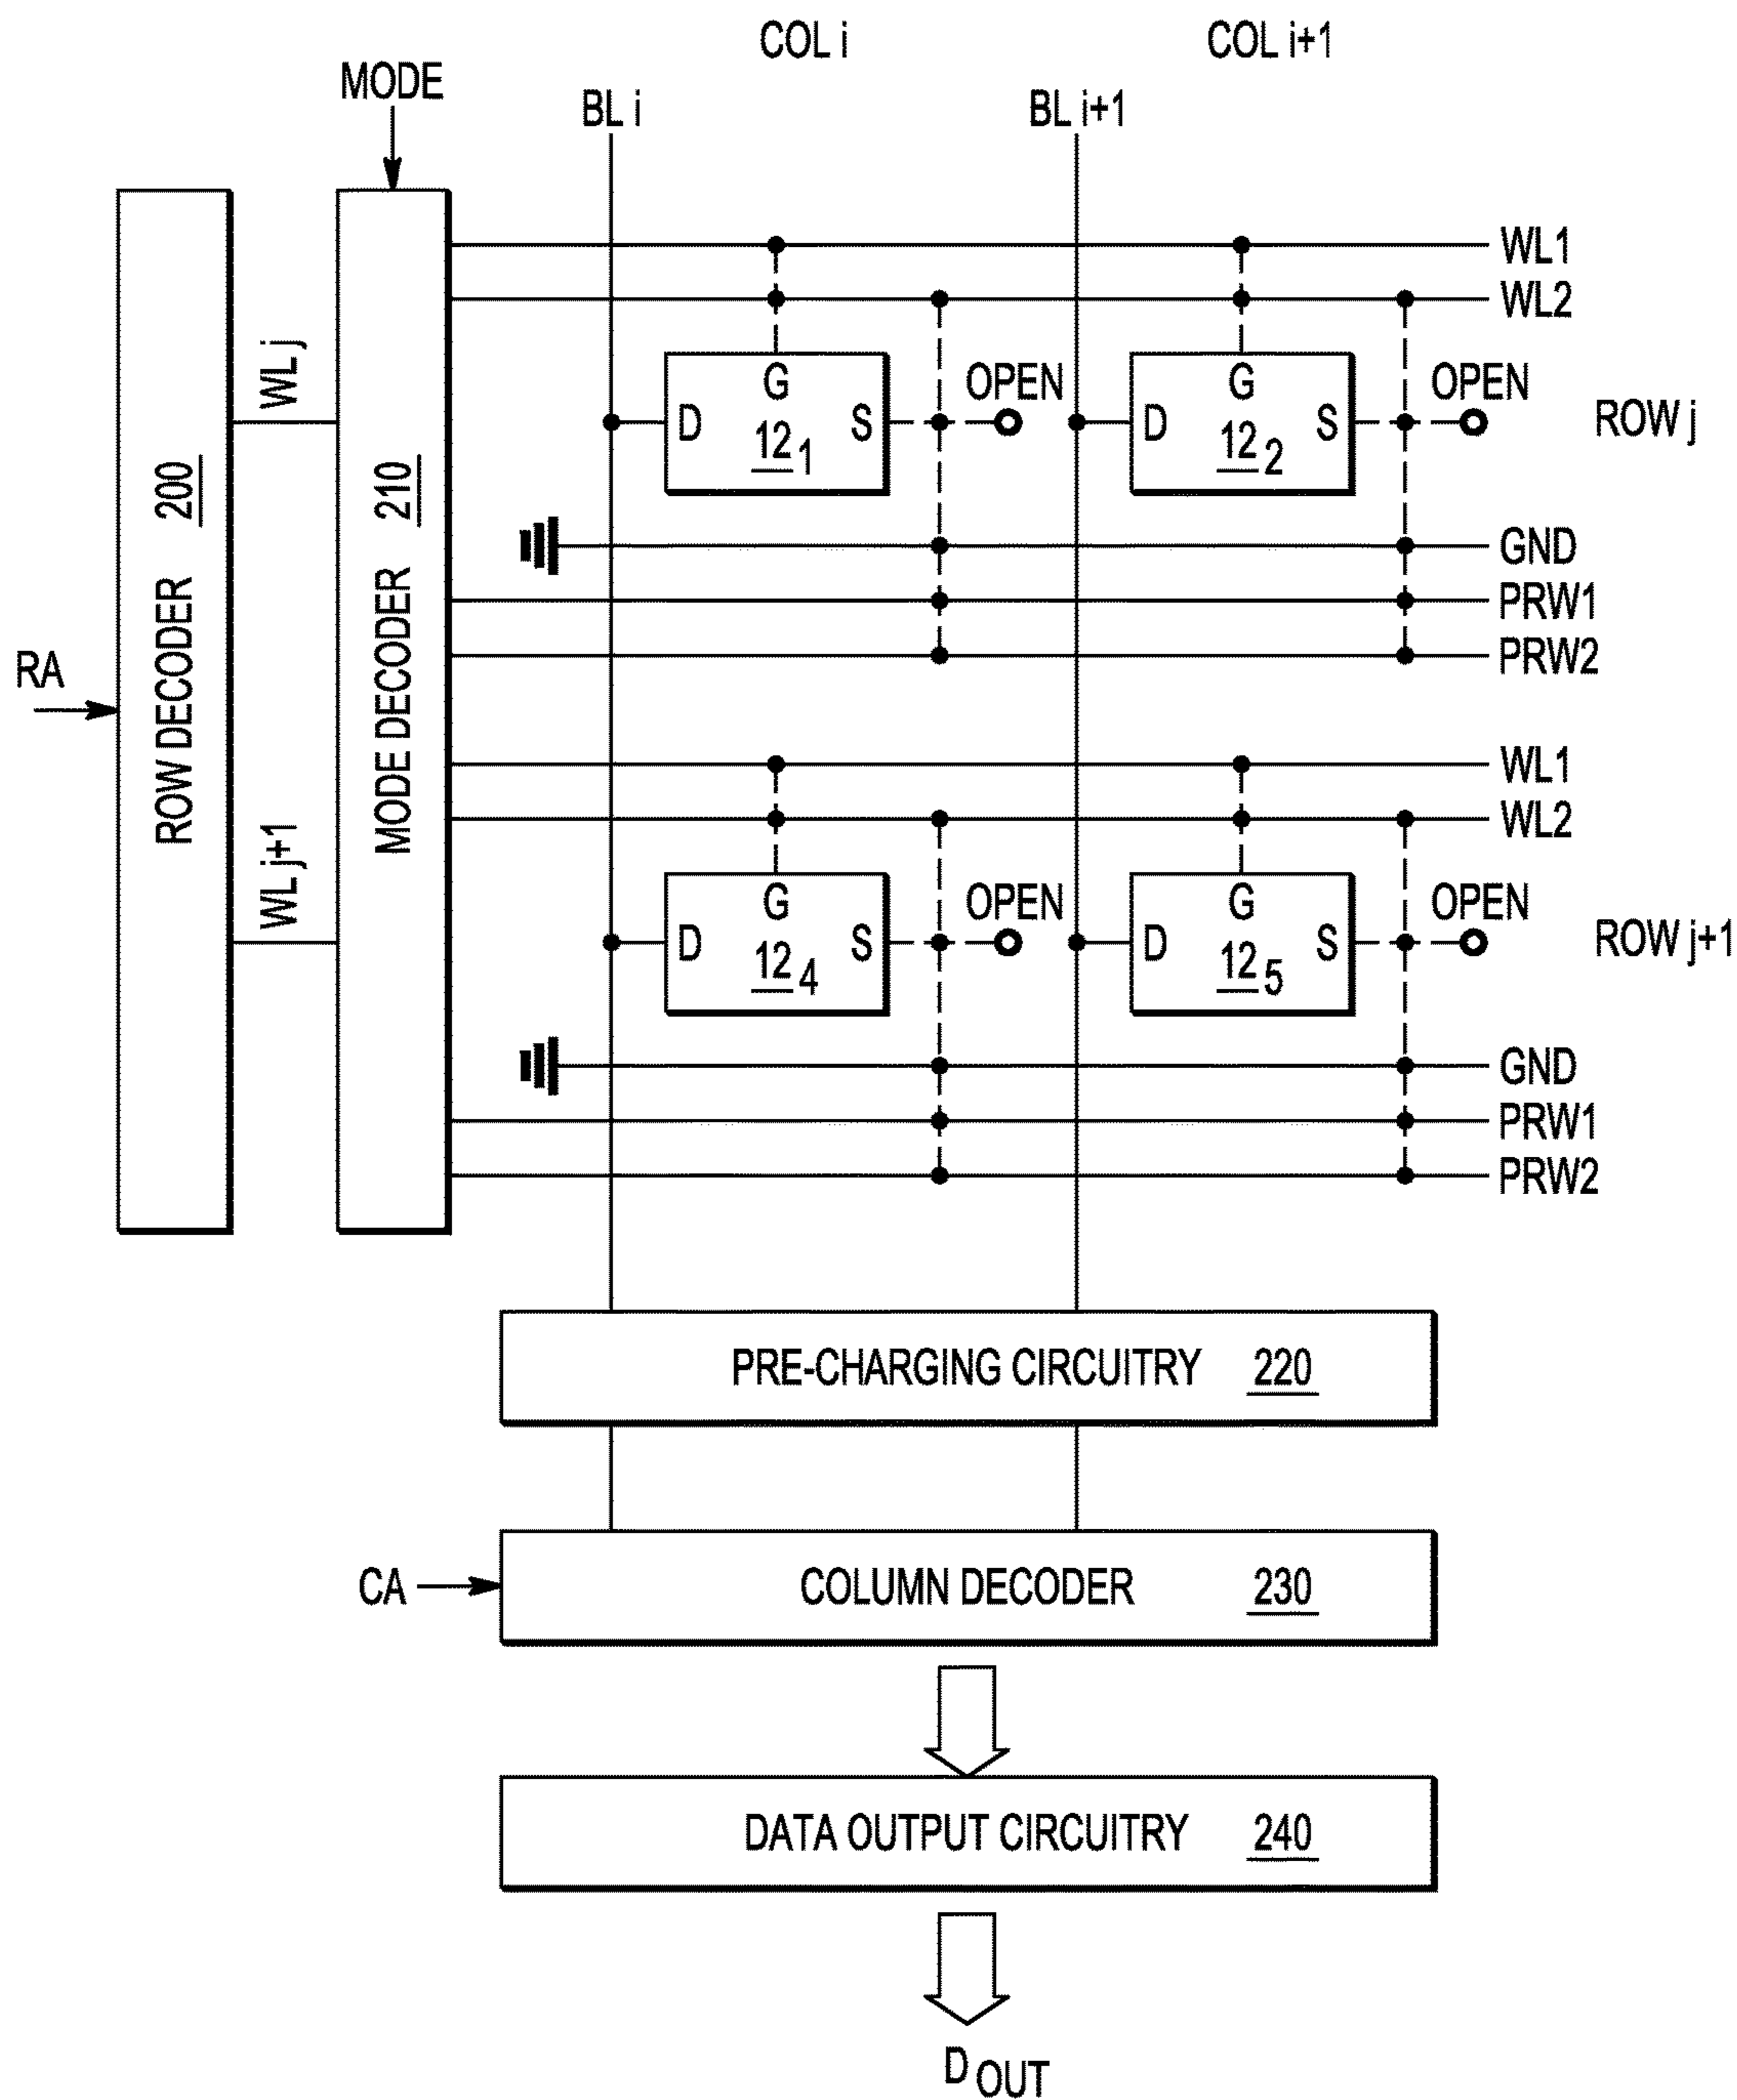 COL i COL i+1
MODE
BL i BL i+1
WL1
WL2
WL j
G OPEN G OPEN
D 12 1 S D 12 2 S ROW j
ROW DECODER 200
MODE DECODER 210
GND
PRW1
PRW2
RA
WL1
WL2
WL j+1
G OPEN G OPEN
D 12 4 S D 12 5 S ROW j+1
GND
PRW1
PRW2
PRE-CHARGING CIRCUITRY 220
CA
COLUMN DECODER 230
DATA OUTPUT CIRCUITRY 240
D OUT